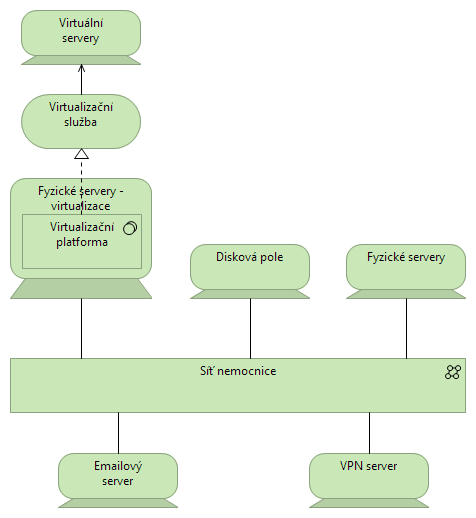 Virtuální
servery
Virtualizační
služba
Fyzické servery -
virtualizace
Virtualizační
platforma
Disková pole
Fyzické servery
Síť nemocnice
Emailový
server
VPN server